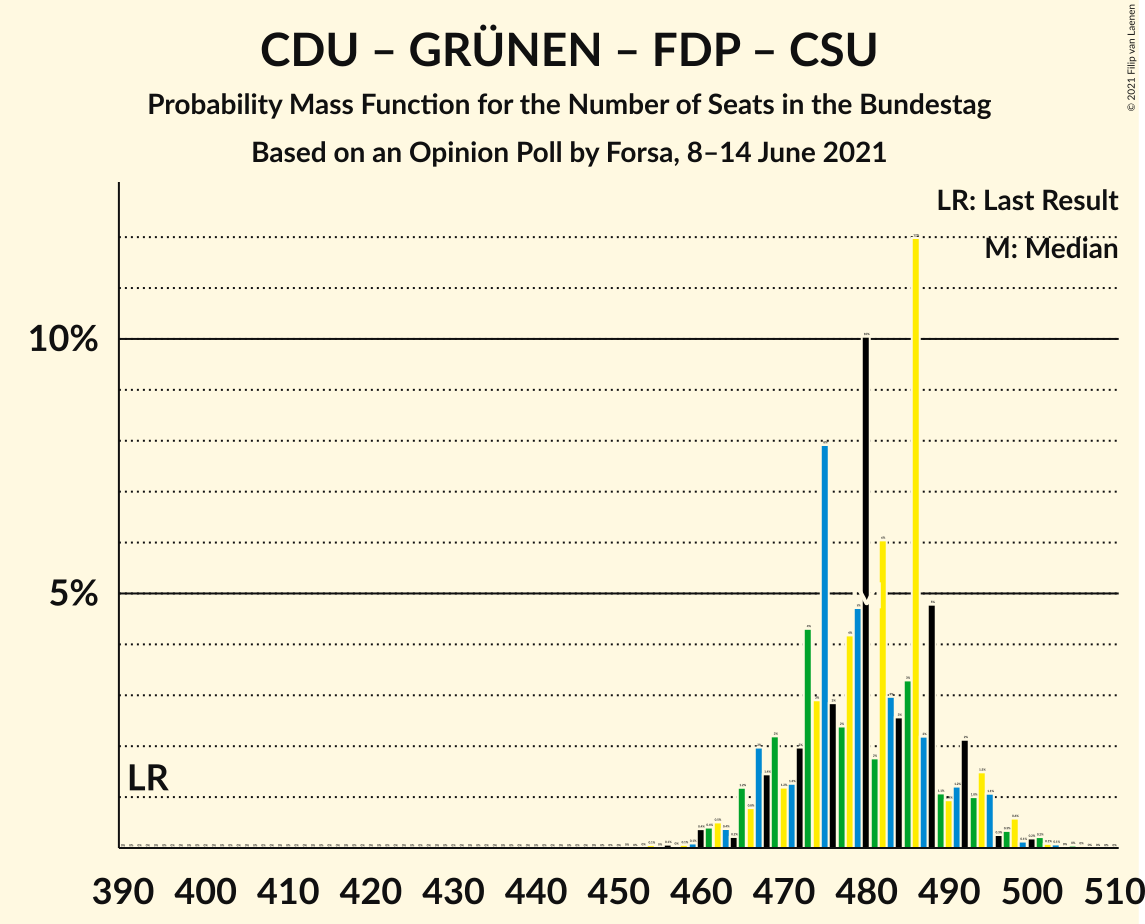 CDU – GRÜNEN – FDP – CSU
Probability Mass Function for the Number of Seats in the Bundestag
Based on an Opinion Poll by Forsa, 8–14 June 2021
© 2021 Filip van Laenen
LR: Last Result
M: Median
10%
5%
LR
390 400 410 420 430 440 450 460 470 480 490 500 510